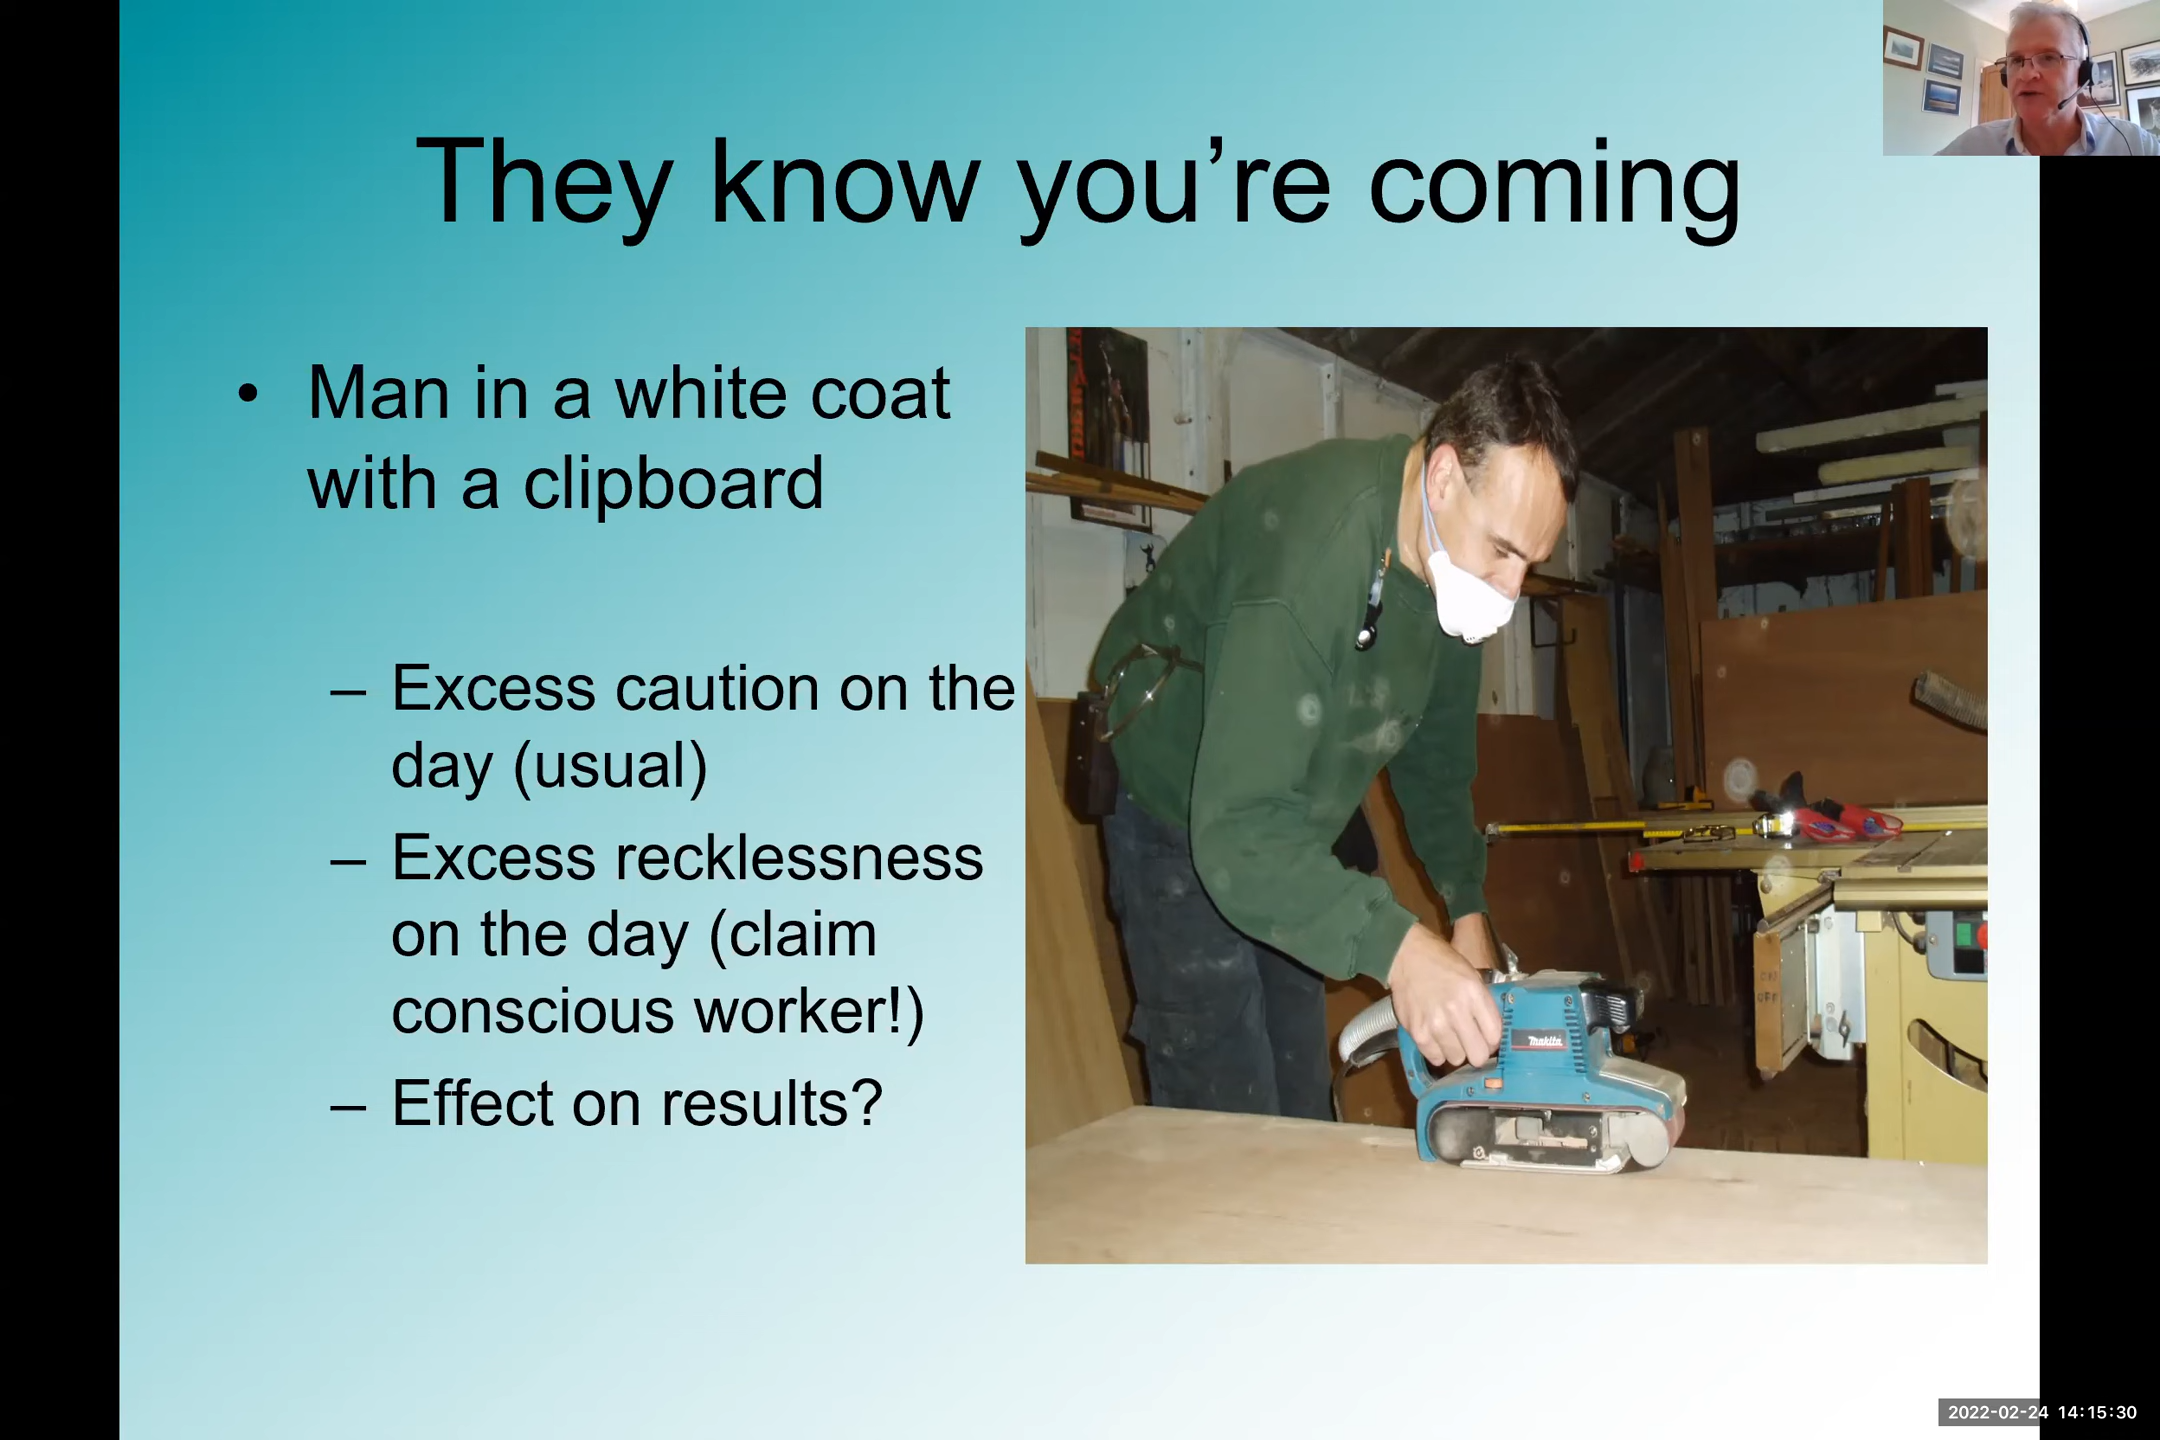 They know you’re coming
• Man in a white coat
with a clipboard
– Excess caution on the
day (usual)
– Excess recklessness
on the day (claim
conscious worker!)
– Effect on results?
makita
2022-02-24 14:15:30